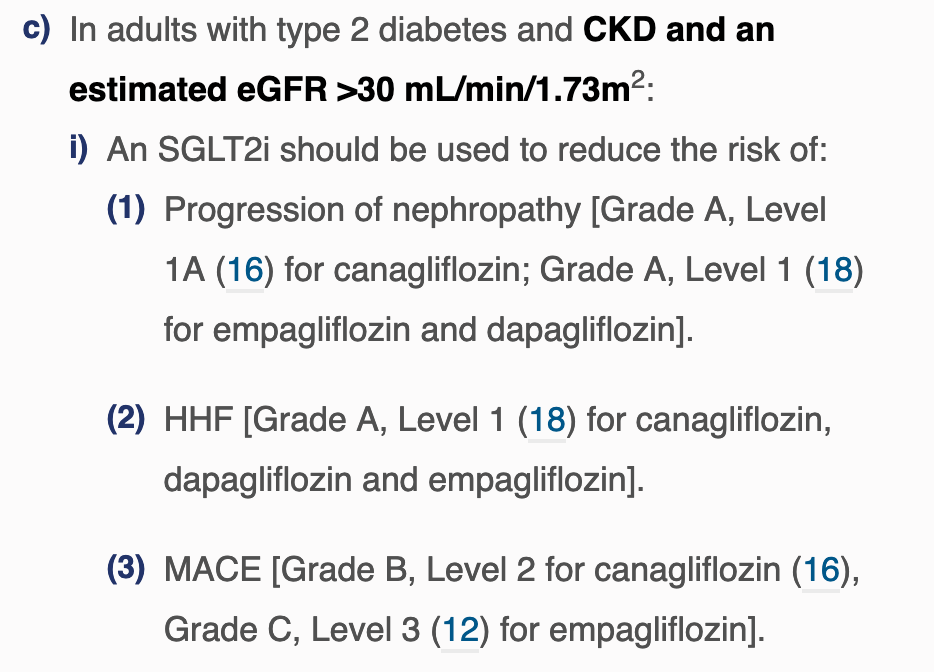 c) In adults with type 2 diabetes and CKD and an
estimated eGFR >30 mL/min/1.73m²:
i) An SGLT2i should be used to reduce the risk of:
(1) Progression of nephropathy [Grade A, Level
1A (16) for canagliflozin; Grade A, Level 1 (18)
for empagliflozin and dapagliflozin].
(2) HHF [Grade A, Level 1 (18) for canagliflozin,
dapagliflozin and empagliflozin].
(3) MACE [Grade B, Level 2 for canagliflozin (16),
Grade C, Level 3 (12) for empagliflozin].